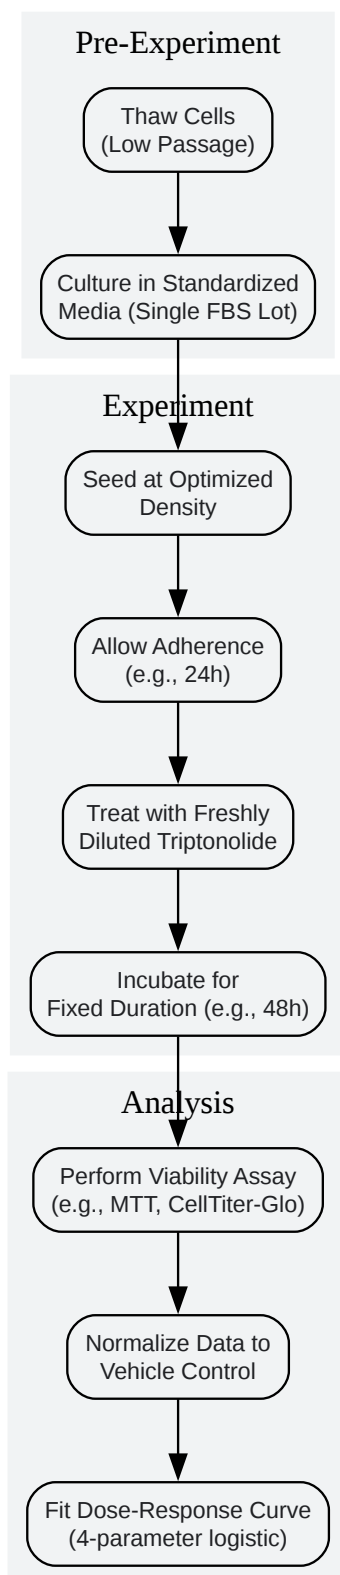 Pre-Experiment
Thaw Cells
(Low Passage)
Culture in Standardized
Media (Single FBS Lot)
Experiment
Seed at Optimized
Density
Allow Adherence
(e.g., 24h)
Treat with Freshly
Diluted Triptonolide
Incubate for
Fixed Duration (e.g., 48h)
Analysis
Perform Viability Assay
(e.g., MTT, CellTiter-Glo)
Normalize Data to
Vehicle Control
Fit Dose-Response Curve
(4-parameter logistic)